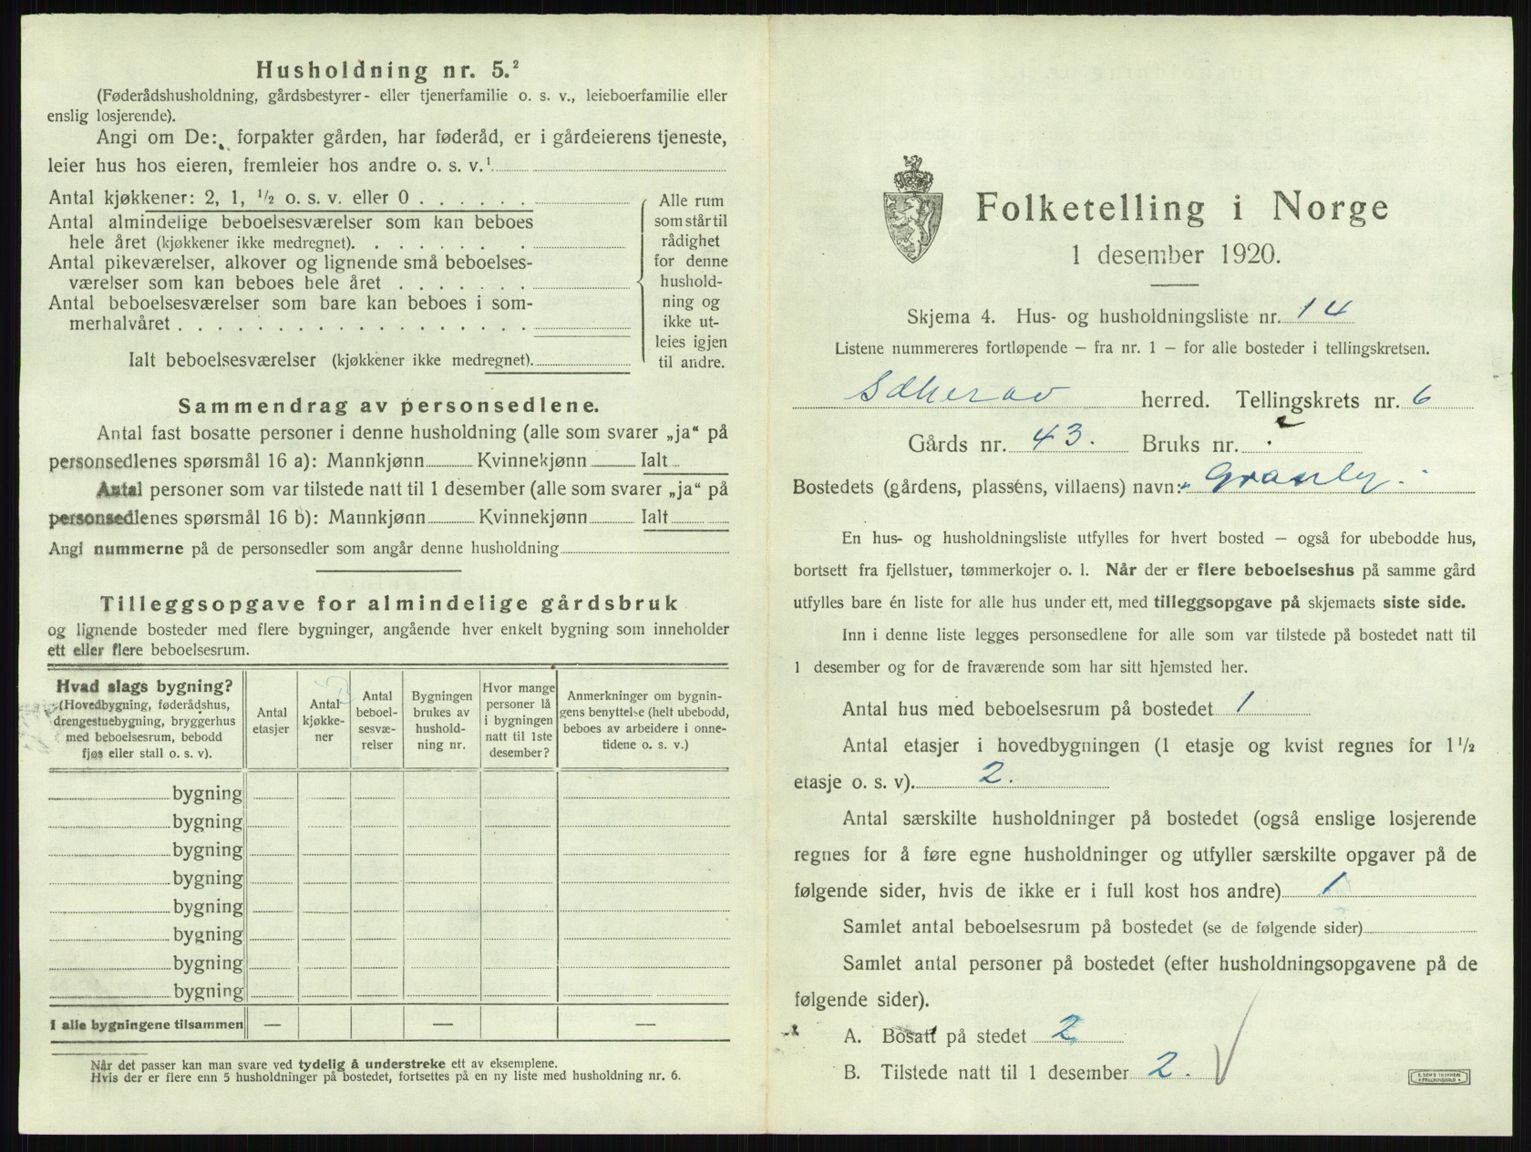 Husholdning nr. 5.²
(Føderådshusholdning, gårdsbestyrer- eller tjenerfamilie o. s. v., leieboerfamilie eller
enslig losjerende).
Angi om De: forpakter gården, har føderåd, er i gårdeierens tjeneste,
leier hus hos eieren, fremleier hos andre o. s. v.¹
Antal kjøkkener: 2, 1, ½ o. s. v. eller 0 . . . . . .
Antal almindelige beboelsesværelser som kan beboes
hele året (kjøkkener ikke medregnet). . . . . . .
Antal pikeværelser, alkover og lignende små beboelses-
værelser som kan beboes hele året . . . . . . .
Antal beboelsesværelser som bare kan beboes i som-
merhalvåret . . . . . . . . . . . . . . . . . .
Ialt beboelsesværelser (kjøkkener ikke medregnet).
Alle rum
som står til
rådighet
for denne
hushold-
ning og
ikke ut-
leies igjen
til andre.
Sammendrag av personsedlene.
Antal fast bosatte personer i denne husholdning (alle som svarer „ja“ på
personsedlenes spørsmål 16 a): Mannkjønn Kvinnekjønn Ialt
Antal personer som var tilstede natt til 1 desember (alle som svarer „ja“ på
personsedlenes spørsmål 16 b): Mannkjønn Kvinnekjønn Ialt
Angi nummerne på de personsedler som angår denne husholdning
Tilleggsopgave for almindelige gårdsbruk
og lignende bosteder med flere bygninger, angående hver enkelt bygning som inneholder
ett eller flere beboelsesrum.
Hvad slags bygning?
(Hovedbygning, føderådshus,
drengestuebygning, bryggerhus
med beboelsesrum, bebodd
fjøs eller stall o. s. v).
Antal
etasjer
Antal
kjøkke-
ner
Antal
beboel-
sesvæ-
relser
Bygningen
brukes av
hushold-
ning nr.
Hvor mange
personer lå
i bygningen
natt til 1ste
desember?
Anmerkninger om bygnin-
gens benyttelse (helt ubebodd,
beboes av arbeidere i onne-
tidene o. s. v.)
bygning
bygning
bygning
bygning
bygning
bygning
bygning
bygning
I alle bygningene tilsammen — — —
Når det passer kan man svare ved tydelig å understreke ett av eksemplene.
Hvis der er flere enn 5 husholdninger på bostedet, fortsettes på en ny liste med husholdning nr. 6.
Folketelling i Norge
1 desember 1920.
Skjema 4. Hus- og husholdningsliste nr. 14
Listene nummereres fortløpende — fra nr. 1 — for alle bosteder i tellingskretsen.
herred. Tellingskrets nr. 6
Gårds nr. 43. Bruks nr.
Bostedets (gårdens, plassens, villaens) navn: Granly.
En hus- og husholdningsliste utfylles for hvert bosted — også for ubebodde hus,
bortsett fra fjellstuer, tømmerkojer o. l. Når der er flere beboelseshus på samme gård
utfylles bare én liste for alle hus under ett, med tilleggsopgave på skjemaets siste side.
Inn i denne liste legges personsedlene for alle som var tilstede på bostedet natt til
1 desember og for de fraværende som har sitt hjemsted her.
Antal hus med beboelsesrum på bostedet 1
Antal etasjer i hovedbygningen (1 etasje og kvist regnes for 1½
etasje o. s. v). 2.
Antal særskilte husholdninger på bostedet (også enslige losjerende
regnes for å føre egne husholdninger og utfyller særskilte opgaver på de
følgende sider, hvis de ikke er i full kost hos andre) 1
Samlet antal beboelsesrum på bostedet (se de følgende sider)
Samlet antal personer på bostedet (efter husholdningsopgavene på de
følgende sider).
A. Bosatt på stedet 2
B. Tilstede natt til 1 desember 2.